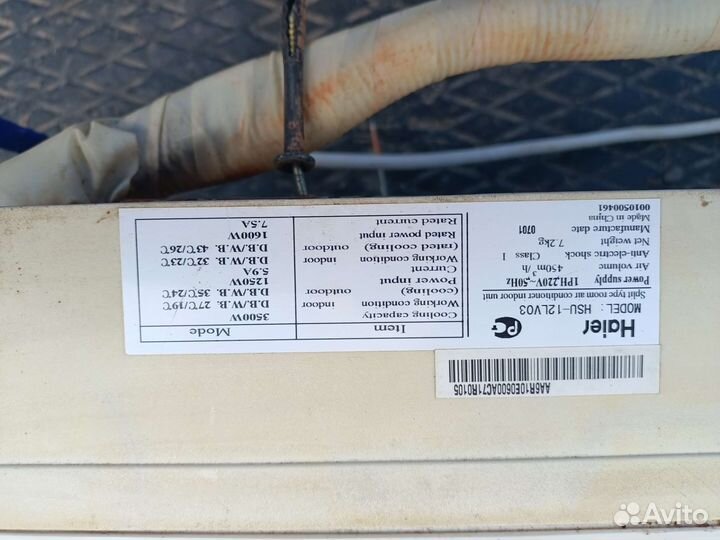 Haier
MODEL: HSU-12LV03
Split type room air conditioner indoor unit
Power supply 1PH,220V~,50Hz
Air volume 450m³/h
Anti-electric shock Class I
Net weight 7.2kg
Manufacture date 0701
Made in China
0010500461
Item Mode
Cooling capacity 3500W
Working condition indoor D.B/W.B. 27℃/19℃
(cooling) outdoor D.B/W.B. 35℃/24℃
Power input 1250W
Current 5.9A
Working condition indoor D.B/W.B. 32℃/23℃
(rated cooling) outdoor D.B/W.B. 43℃/26℃
Rated power input 1600W
Rated current 7.5A
AA6R10E0600AAC71R0105
Avito